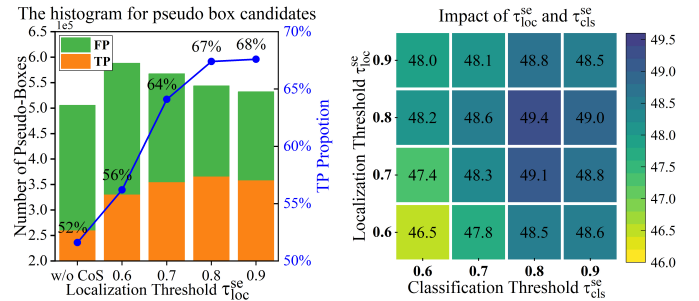 The histogram for pseudo box candidates
1e5
6.5
6.0
5.5
5.0
4.5
4.0
3.5
3.0
2.5
2.0
Number of Pseudo-Boxes
FP
TP
52%
56%
64%
67%
68%
70%
65%
60%
55%
50%
TP Propotion
w/o CoS 0.6 0.7 0.8 0.9
Localization Threshold τ_loc^se
Impact of τ_loc^se and τ_cls^se
Localization Threshold τ_loc^se
0.9 48.0 48.1 48.8 48.5
0.8 48.2 48.6 49.4 49.0
0.7 47.4 48.3 49.1 48.8
0.6 46.5 47.8 48.5 48.6
0.6 0.7 0.8 0.9
Classification Threshold τ_cls^se
49.5
49.0
48.5
48.0
47.5
47.0
46.5
46.0